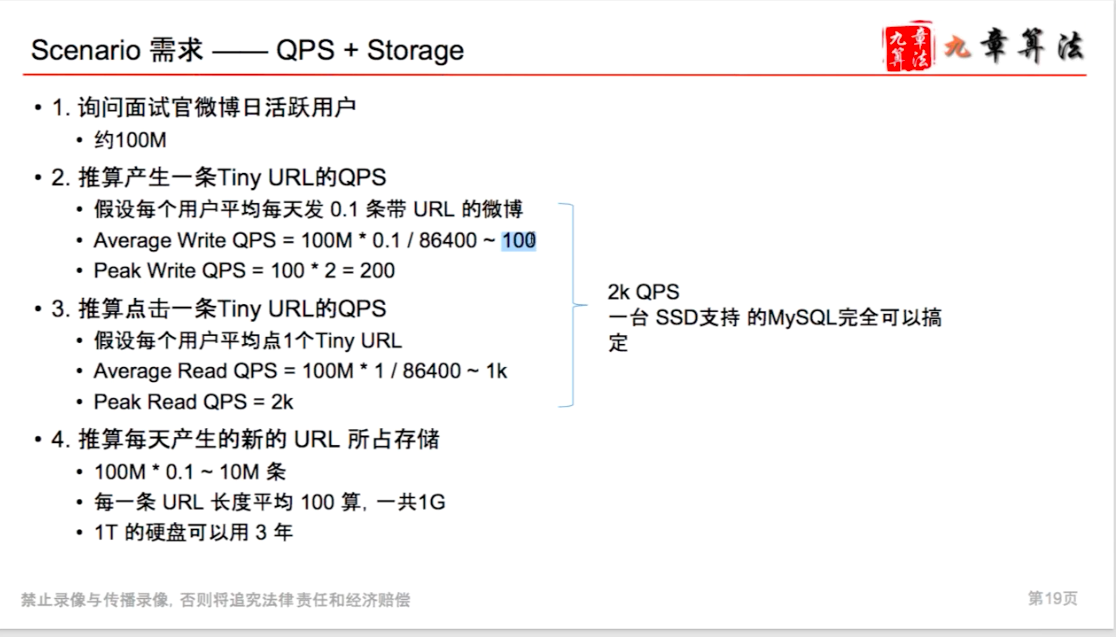 Scenario 需求 —— QPS + Storage
九章算法 九章算法
• 1. 询问面试官微博日活跃用户
• 约100M
• 2. 推算产生一条Tiny URL的QPS
• 假设每个用户平均每天发 0.1 条带 URL 的微博
• Average Write QPS = 100M * 0.1 / 86400 ~ 100
• Peak Write QPS = 100 * 2 = 200
• 3. 推算点击一条Tiny URL的QPS
• 假设每个用户平均点1个Tiny URL
• Average Read QPS = 100M * 1 / 86400 ~ 1k
• Peak Read QPS = 2k
2k QPS
一台 SSD支持 的MySQL完全可以搞
定
• 4. 推算每天产生的新的 URL 所占存储
• 100M * 0.1 ~ 10M 条
• 每一条 URL 长度平均 100 算, 一共1G
• 1T 的硬盘可以用 3 年
禁止录像与传播录像, 否则将追究法律责任和经济赔偿
第19页